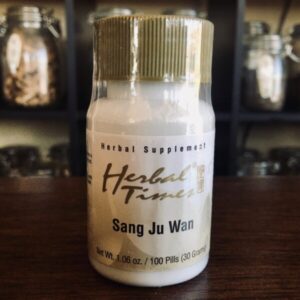 Herbal Supplement
Herbal
Times
Sang Ju Wan
Net Wt. 1.06 oz. / 100 Pills (30 Grams)